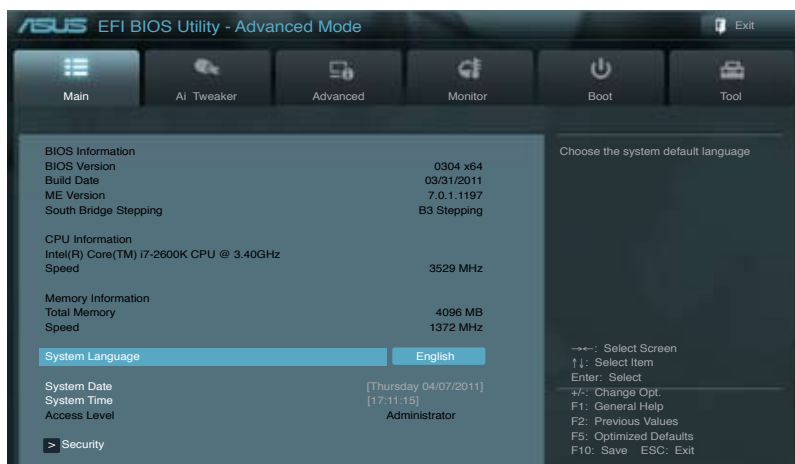 ASUS EFI BIOS Utility - Advanced Mode
Exit
Main
Ai Tweaker
Advanced
Monitor
Boot
Tool
BIOS Information
BIOS Version 0304 x64
Build Date 03/31/2011
ME Version 7.0.1.1197
South Bridge Stepping B3 Stepping
CPU Information
Intel(R) Core(TM) i7-2600K CPU @ 3.40GHz
Speed 3529 MHz
Memory Information
Total Memory 4096 MB
Speed 1372 MHz
System Language English
System Date [Thursday 04/07/2011]
System Time [17:11:15]
Access Level Administrator
> Security
Choose the system default language
→←: Select Screen
↑↓: Select Item
Enter: Select
+/-: Change Opt.
F1: General Help
F2: Previous Values
F5: Optimized Defaults
F10: Save ESC: Exit